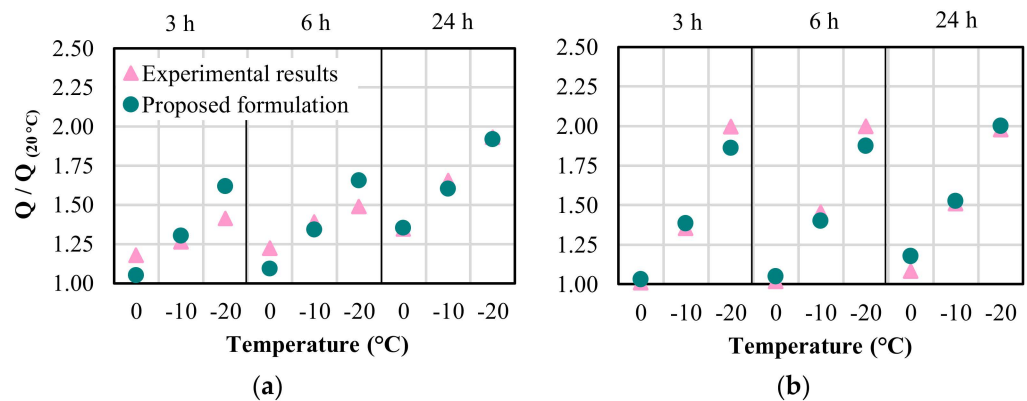 3 h 6 h 24 h
3 h 6 h 24 h
2.50
2.25
2.00
1.75
1.50
1.25
1.00
Q / Q (20 °C)
Experimental results
Proposed formulation
0 -10 -20 0 -10 -20 0 -10 -20
Temperature (°C)
(a)
2.50
2.25
2.00
1.75
1.50
1.25
1.00
0 -10 -20 0 -10 -20 0 -10 -20
Temperature (°C)
(b)